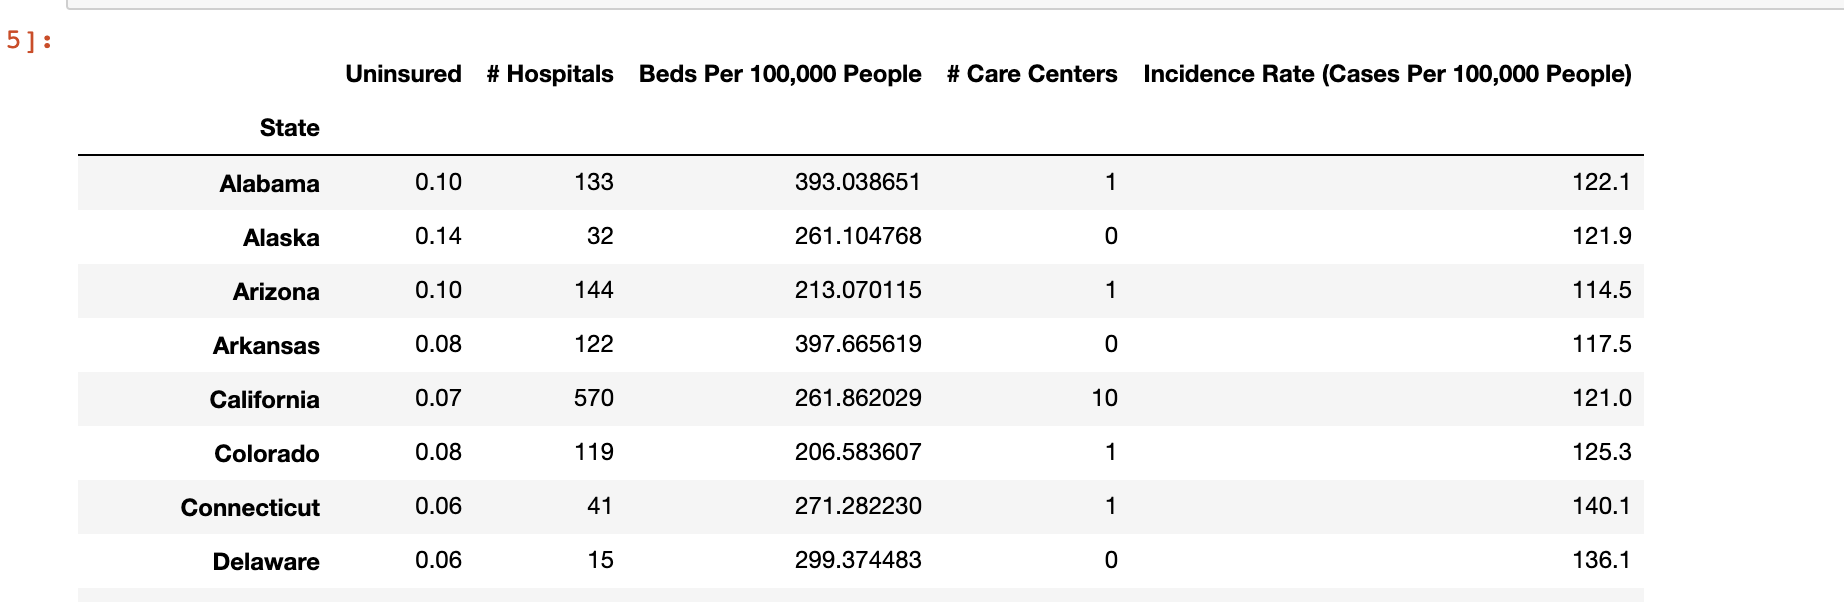 5]:
Uninsured # Hospitals Beds Per 100,000 People # Care Centers Incidence Rate (Cases Per 100,000 People)
State
Alabama 0.10 133 393.038651 1 122.1
Alaska 0.14 32 261.104768 0 121.9
Arizona 0.10 144 213.070115 1 114.5
Arkansas 0.08 122 397.665619 0 117.5
California 0.07 570 261.862029 10 121.0
Colorado 0.08 119 206.583607 1 125.3
Connecticut 0.06 41 271.282230 1 140.1
Delaware 0.06 15 299.374483 0 136.1